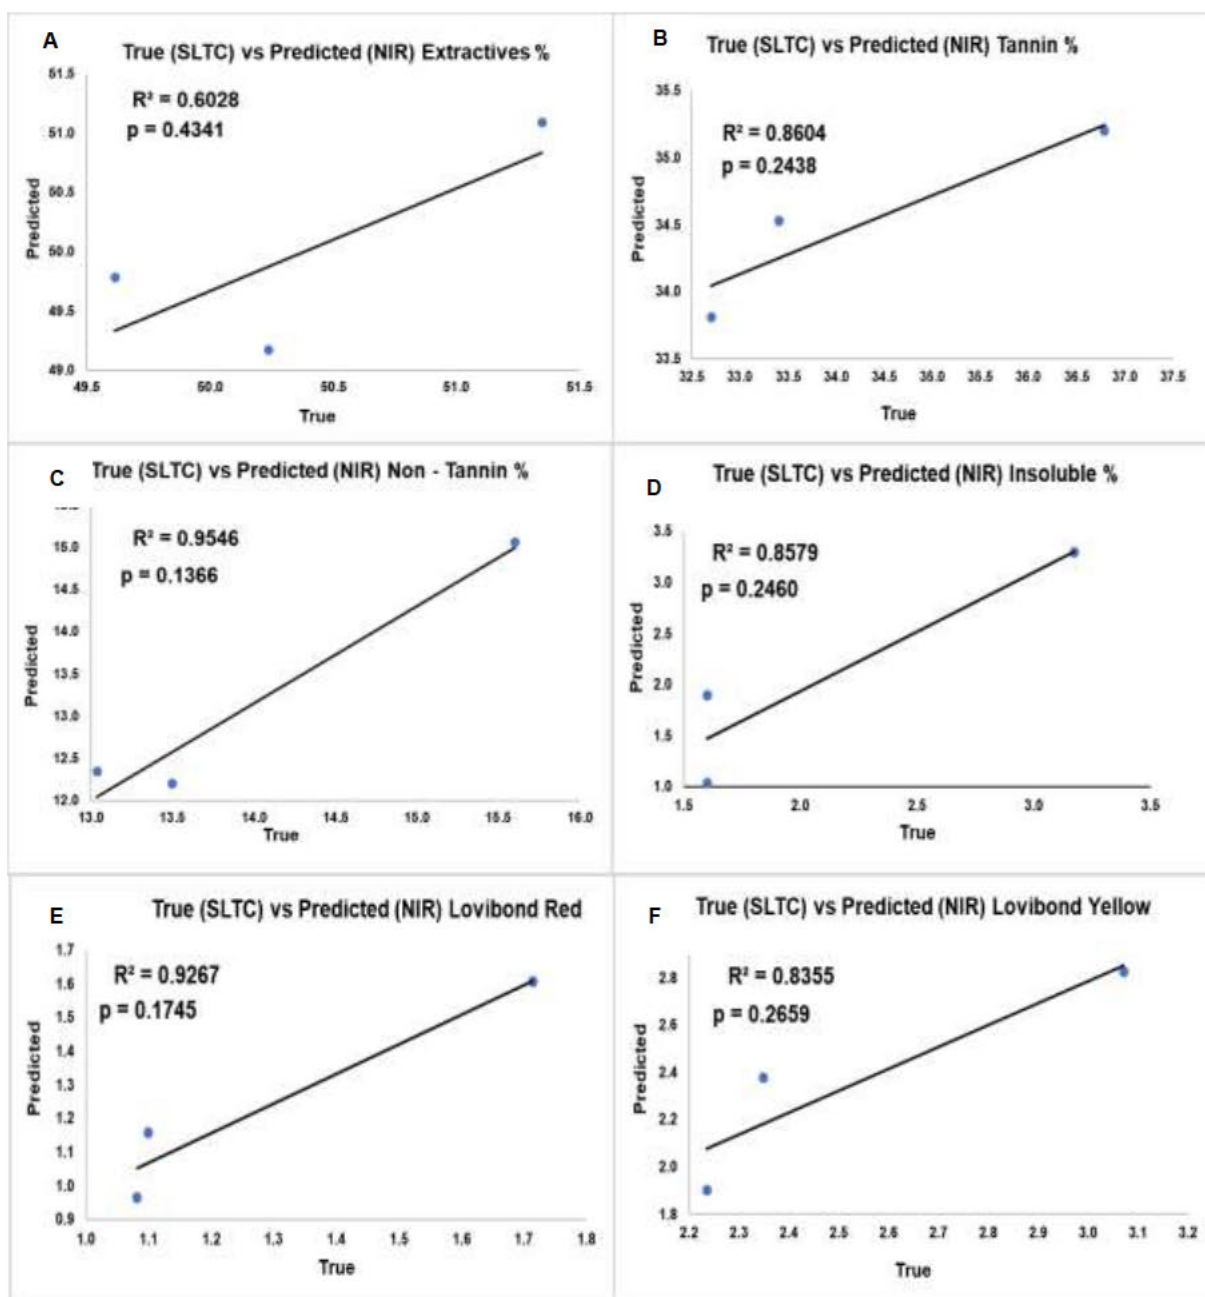 A
True (SLTC) vs Predicted (NIR) Extractives %
51.5
R² = 0.6028
p = 0.4341
51.0
50.5
50.0
49.5
49.0
Predicted
49.5 50.0 50.5 51.0 51.5
True
B
True (SLTC) vs Predicted (NIR) Tannin %
35.5
R² = 0.8604
p = 0.2438
35.0
34.5
34.0
33.5
Predicted
32.5 33.0 33.5 34.0 34.5 35.0 35.5 36.0 36.5 37.0 37.5
True
C
True (SLTC) vs Predicted (NIR) Non - Tannin %
R² = 0.9546
p = 0.1366
15.0
14.5
14.0
13.5
13.0
12.5
12.0
Predicted
13.0 13.5 14.0 14.5 15.0 15.5 16.0
True
D
True (SLTC) vs Predicted (NIR) Insoluble %
3.5
R² = 0.8579
p = 0.2460
3.0
2.5
2.0
1.5
1.0
Predicted
1.5 2.0 2.5 3.0 3.5
True
E
True (SLTC) vs Predicted (NIR) Lovibond Red
1.7
R² = 0.9267
p = 0.1745
1.6
1.5
1.4
1.3
1.2
1.1
1.0
0.9
Predicted
1.0 1.1 1.2 1.3 1.4 1.5 1.6 1.7 1.8
True
F
True (SLTC) vs Predicted (NIR) Lovibond Yellow
R² = 0.8355
p = 0.2659
2.8
2.6
2.4
2.2
2.0
1.8
Predicted
2.2 2.3 2.4 2.5 2.6 2.7 2.8 2.9 3.0 3.1 3.2
True